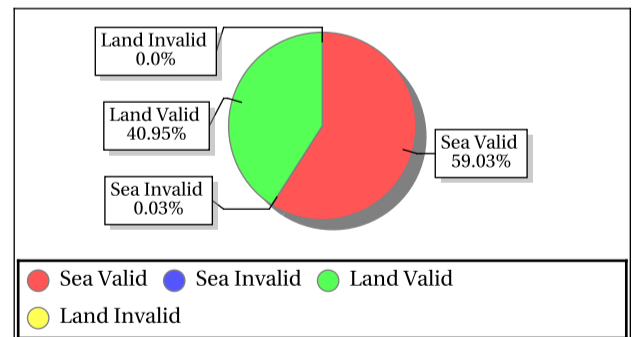 Land Invalid
0.0%
Land Valid
40.95%
Sea Valid
59.03%
Sea Invalid
0.03%
Sea Valid Sea Invalid Land Valid
Land Invalid